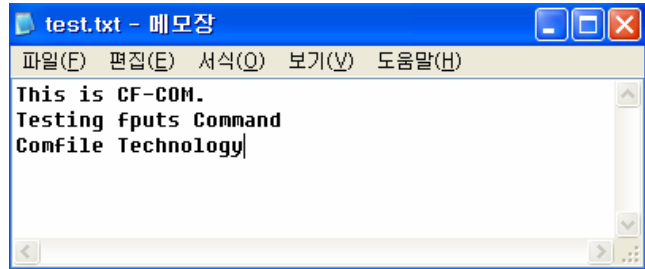 test.txt - 메모장
파일(F) 편집(E) 서식(O) 보기(V) 도움말(H)
This is CF-COM.
Testing fputs Command
Comfile Technology